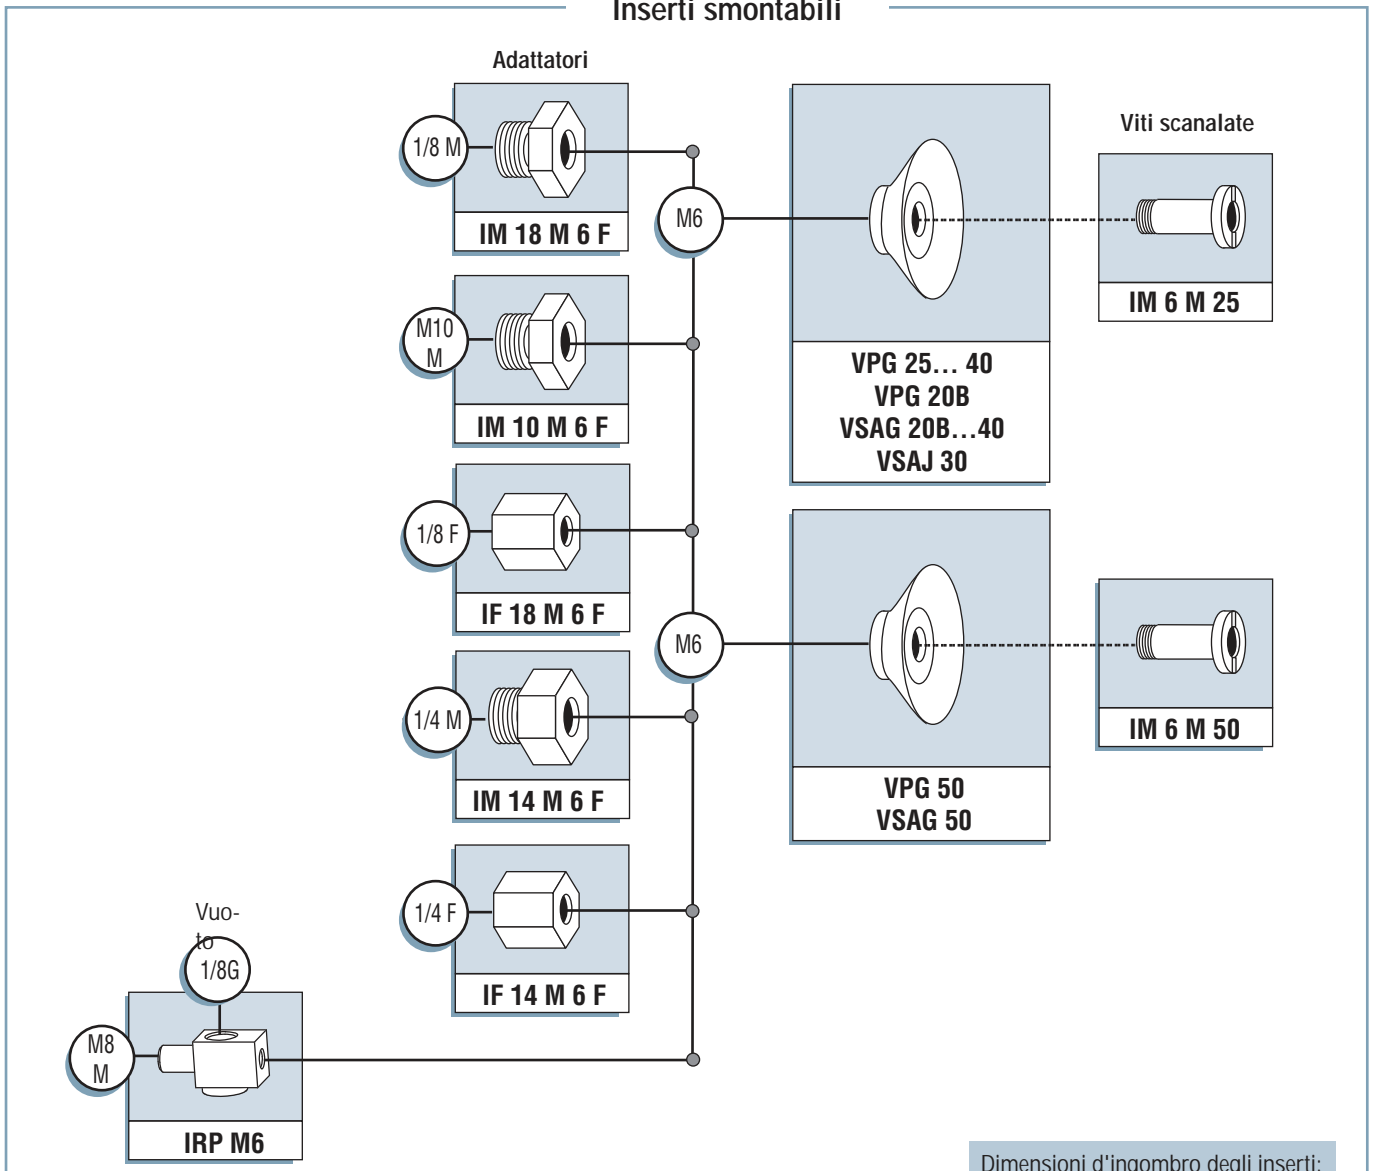 Inserti smontabili
Adattatori
1/8 M
IM 18 M 6 F
M10
M
IM 10 M 6 F
1/8 F
IF 18 M 6 F
1/4 M
IM 14 M 6 F
1/4 F
IF 14 M 6 F
Vuo-
to
1/8G
M8
M
IRP M6
M6
M6
VPG 25… 40
VPG 20B
VSAG 20B…40
VSAJ 30
VPG 50
VSAG 50
Viti scanalate
IM 6 M 25
IM 6 M 50
Dimensioni d'ingombro degli inserti: